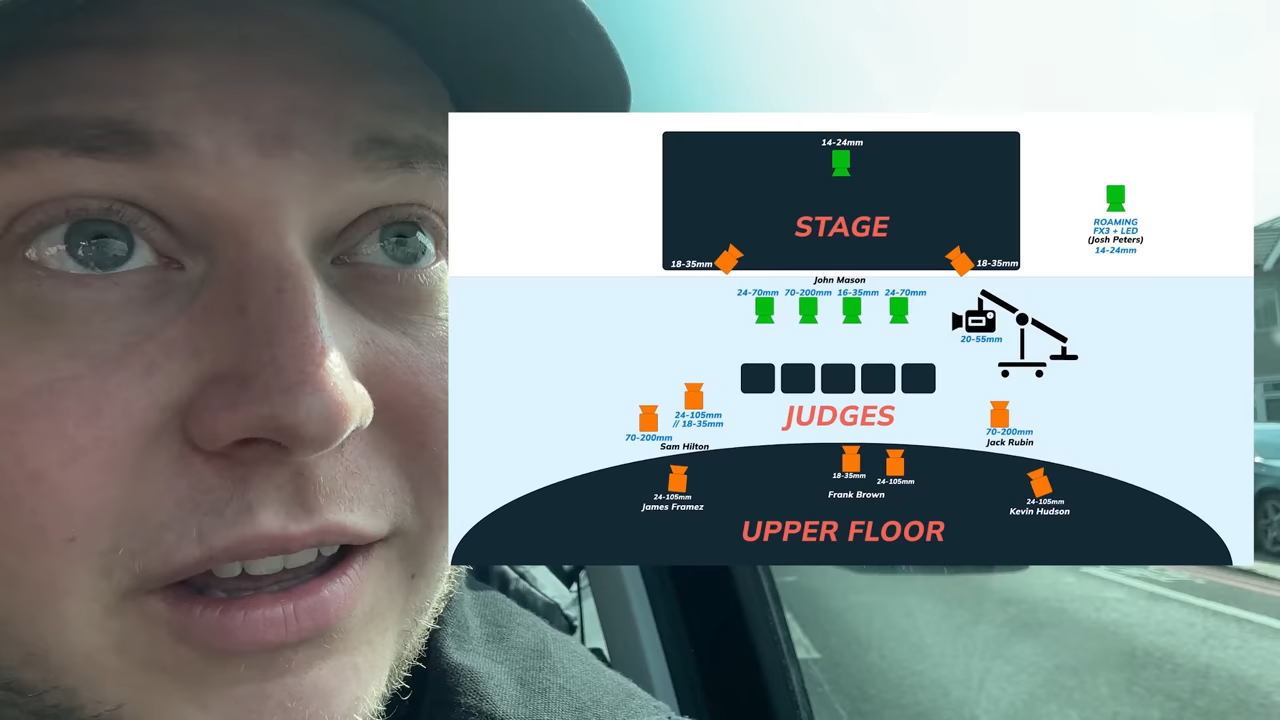 14-24mm
STAGE
18-35mm
18-35mm
ROAMING
FX3 + LED
(Josh Peters)
14-24mm
John Mason
24-70mm
70-200mm
16-35mm
24-70mm
20-55mm
JUDGES
24-105mm
// 18-35mm
70-200mm
Sam Hilton
70-200mm
Jack Rubin
18-35mm
24-105mm
Frank Brown
24-105mm
James Framez
24-105mm
Kevin Hudson
UPPER FLOOR